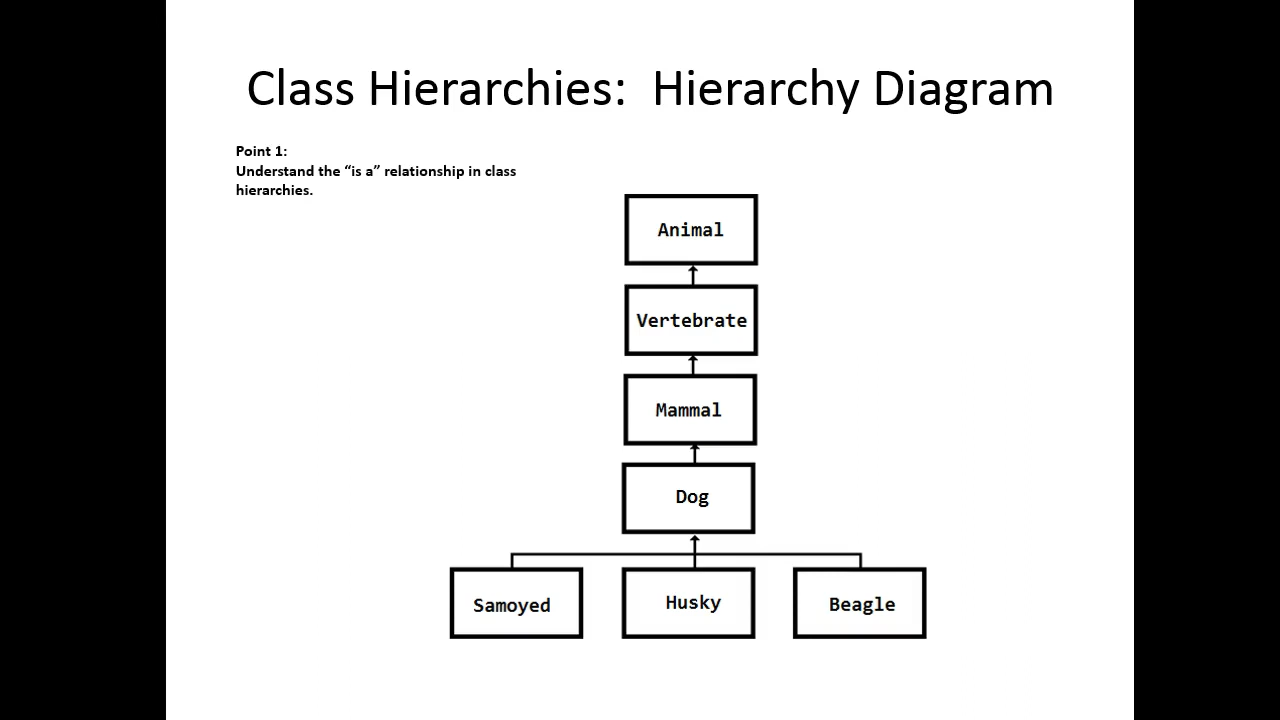 Class Hierarchies:  Hierarchy Diagram
Point 1:
Understand the “is a” relationship in class
hierarchies.
Animal
Vertebrate
Mammal
Dog
Samoyed
Husky
Beagle